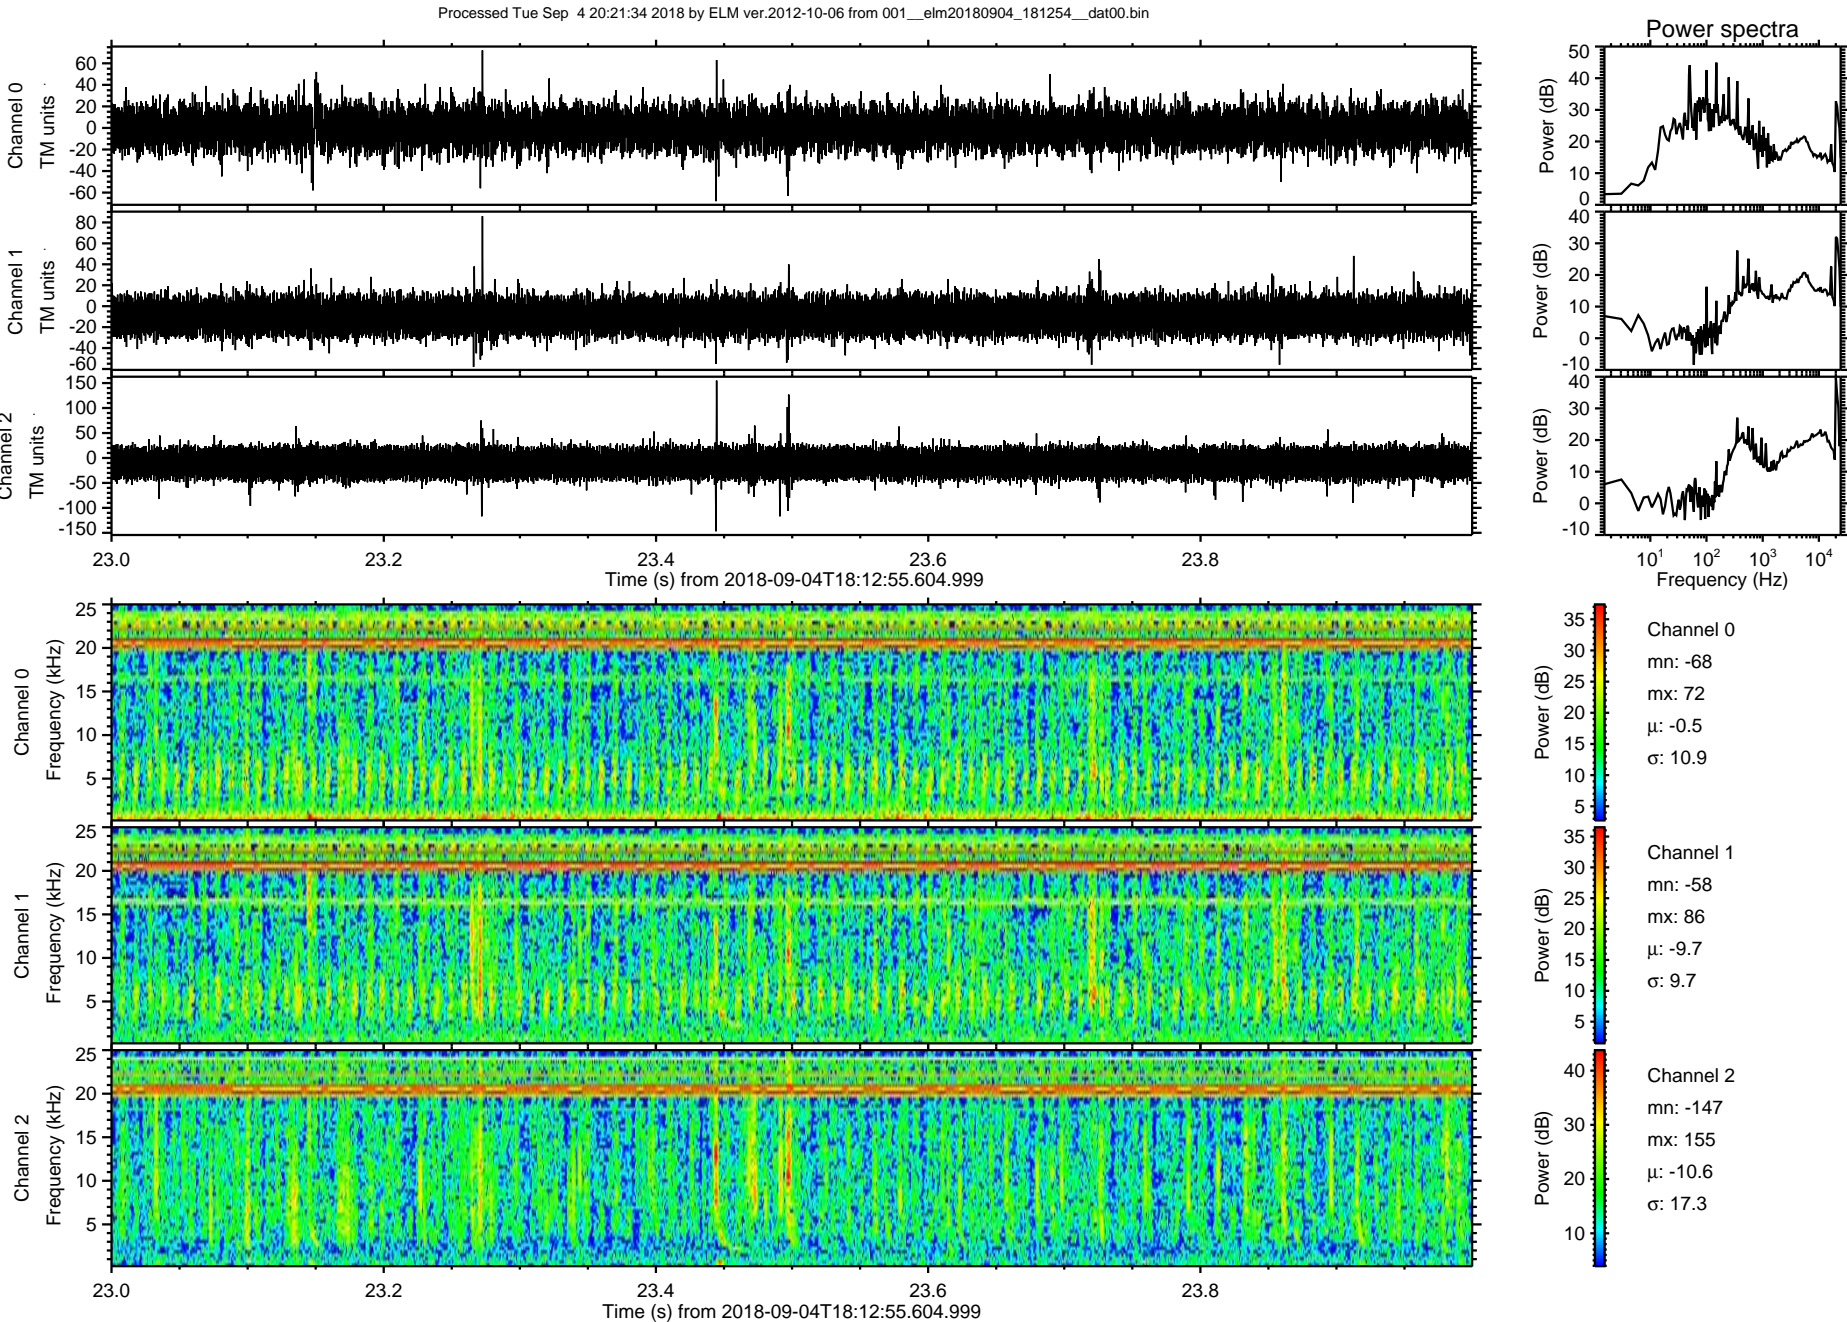 Processed Tue Sep  4 20:21:34 2018 by ELM ver.2012-10-06 from 001__elm20180904_181254__dat00.bin
Power spectra
Channel 0
TM units
60
40
20
0
-20
-40
-60
Power (dB)
50
40
30
20
10
0
Channel 1
TM units
80
60
40
20
0
-20
-40
-60
Power (dB)
40
30
20
10
0
-10
Channel 2
TM units
150
100
50
0
-50
-100
-150
Power (dB)
40
30
20
10
0
-10
23.0 23.2 23.4 23.6 23.8
Time (s) from 2018-09-04T18:12:55.604.999
10¹ 10² 10³ 10⁴
Frequency (Hz)
Channel 0
Frequency (kHz)
25
20
15
10
5
Power (dB)
35
30
25
20
15
10
5
Channel 0
mn: -68
mx: 72
μ: -0.5
σ: 10.9
Channel 1
Frequency (kHz)
25
20
15
10
5
Power (dB)
35
30
25
20
15
10
5
Channel 1
mn: -58
mx: 86
μ: -9.7
σ: 9.7
Channel 2
Frequency (kHz)
25
20
15
10
5
Power (dB)
40
30
20
10
Channel 2
mn: -147
mx: 155
μ: -10.6
σ: 17.3
23.0 23.2 23.4 23.6 23.8
Time (s) from 2018-09-04T18:12:55.604.999